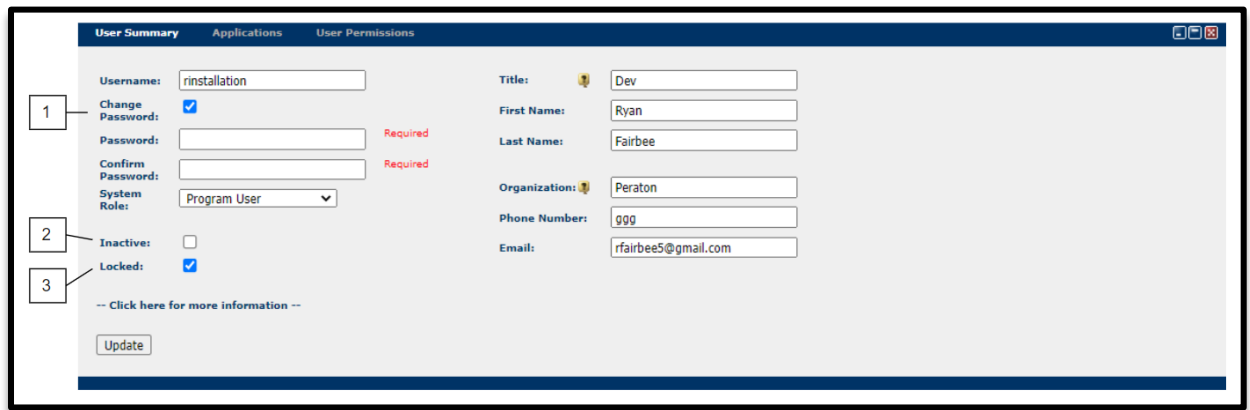 User Summary Applications User Permissions
Username: rinstallation
1
Change
Password:
Password: Required
Confirm
Password: Required
System
Role: Program User
2
Inactive:
3
Locked:
-- Click here for more information --
Update
Title: Dev
First Name: Ryan
Last Name: Fairbee
Organization: Peraton
Phone Number: ggg
Email: rfairbee5@gmail.com